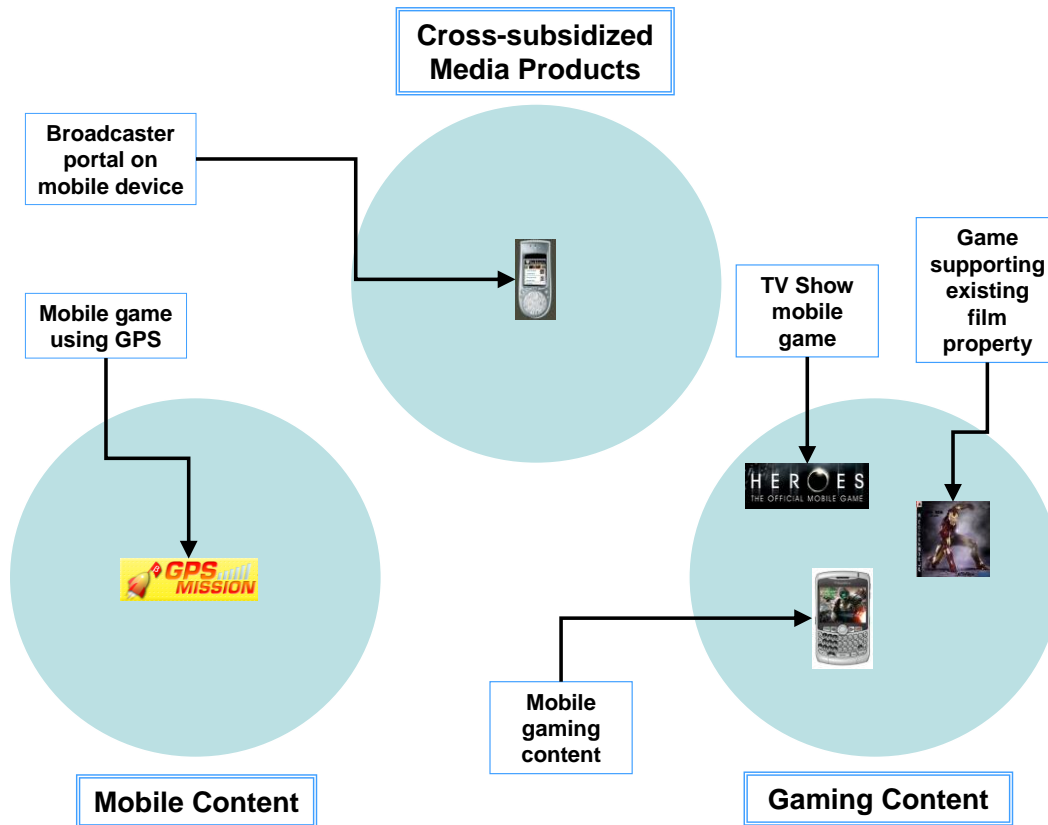 Cross-subsidized
Media Products
Broadcaster
portal on
mobile device
Game
supporting
existing
film
property
TV Show
mobile
game
Mobile game
using GPS
HEROES
THE OFFICIAL MOBILE GAME
GPS
MISSION
Mobile
gaming
content
Mobile Content
Gaming Content